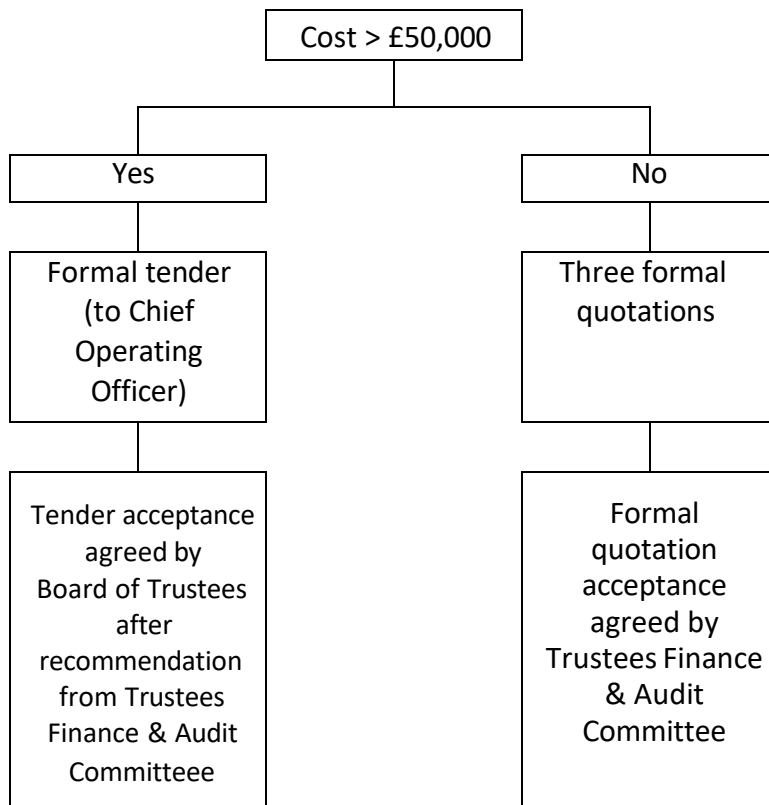 Cost > £50,000
Yes
No
Formal tender
(to Chief
Operating
Officer)
Three formal
quotations
Tender acceptance
agreed by
Board of Trustees
after
recommendation
from Trustees
Finance & Audit
Committeee
Formal
quotation
acceptance
agreed by
Trustees Finance
& Audit
Committee